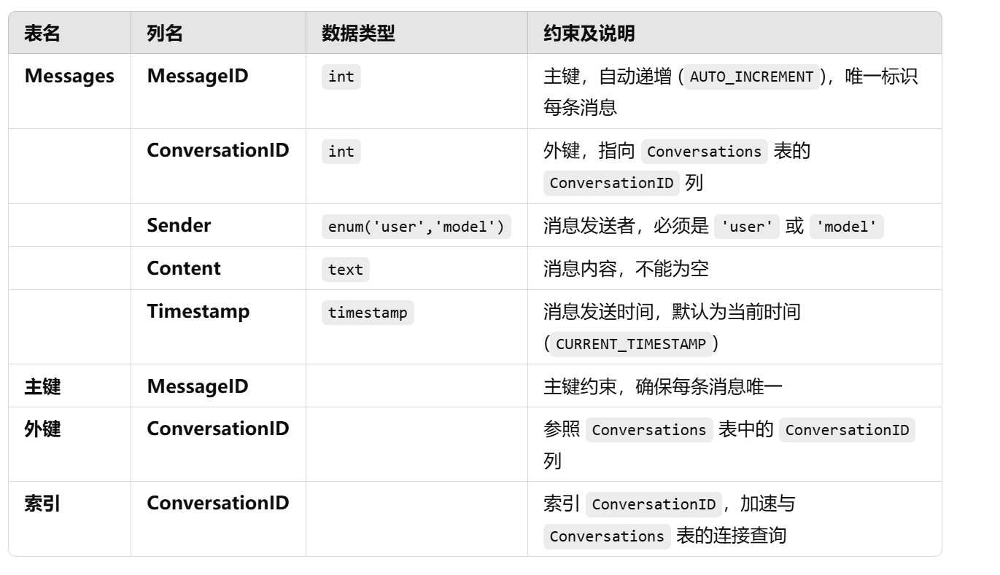 表名 列名 数据类型 约束及说明
Messages MessageID int 主键，自动递增 (AUTO_INCREMENT)，唯一标识
每条消息
ConversationID int 外键，指向 Conversations 表的
ConversationID 列
Sender enum('user','model') 消息发送者，必须是 'user' 或 'model'
Content text 消息内容，不能为空
Timestamp timestamp 消息发送时间，默认为当前时间
(CURRENT_TIMESTAMP)
主键 MessageID 主键约束，确保每条消息唯一
外键 ConversationID 参照 Conversations 表中的 ConversationID
列
索引 ConversationID 索引 ConversationID，加速与
Conversations 表的连接查询